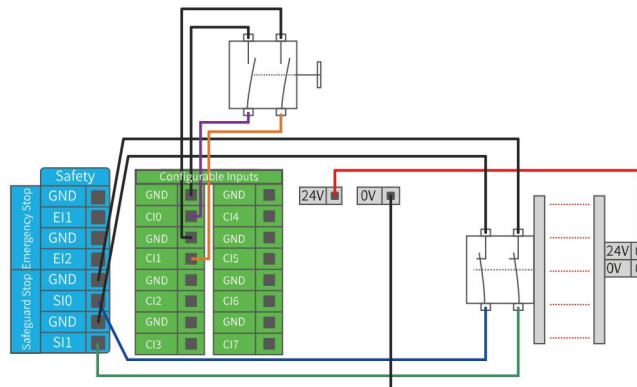 Safety
Emergency Stop
GND
EI1
GND
EI2
Safeguard Stop
GND
SI0
GND
SI1
Configurable Inputs
GND
CI0
GND
CI1
GND
CI2
GND
CI3
GND
CI4
GND
CI5
GND
CI6
GND
CI7
24V
0V
24V
0V